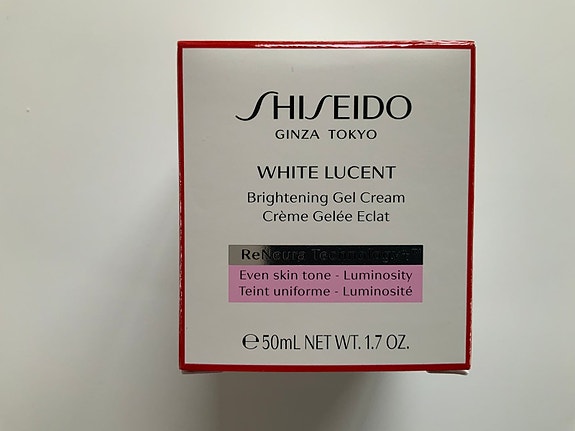 SHISEIDO
GINZA TOKYO
WHITE LUCENT
Brightening Gel Cream
Crème Gelée Eclat
ReNeura Technology+™
Even skin tone - Luminosity
Teint uniforme - Luminosité
℮50mL NET WT. 1.7 OZ.